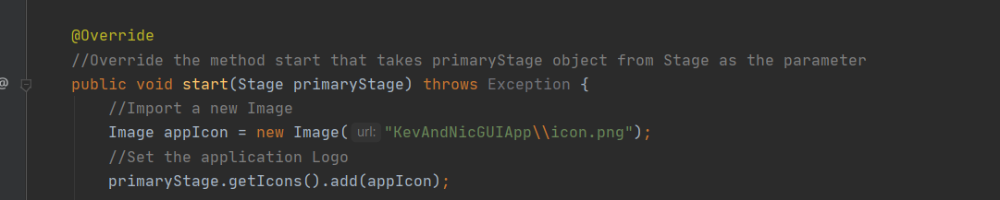 @Override
//Override the method start that takes primaryStage object from Stage as the parameter
@ public void start(Stage primaryStage) throws Exception {
//Import a new Image
Image appIcon = new Image( url: "KevAndNicGUIApp\\icon.png");
//Set the application Logo
primaryStage.getIcons().add(appIcon);